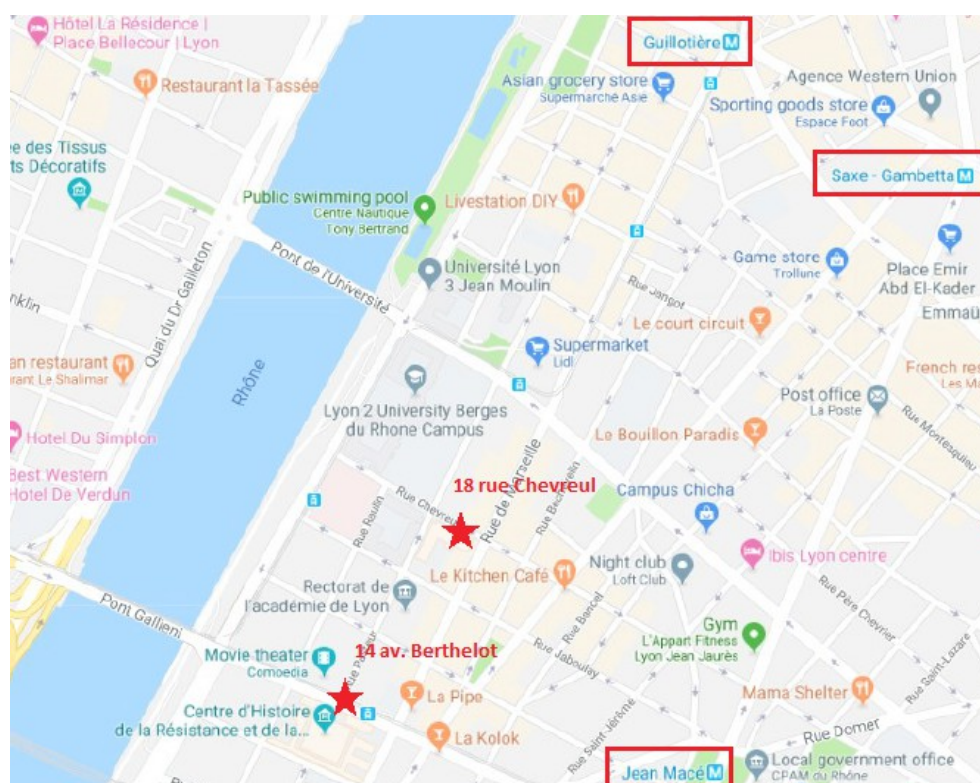 Hôtel La Résidence |
Place Bellecour | Lyon
Restaurant la Tassée
Guillotière M
Asian grocery store
Supermarché Asie
Agence Western Union
Sporting goods store
Espace Foot
ee des Tissus
ts Décoratifs
Saxe - Gambetta M
Public swimming pool
Centre Nautique
Tony Bertrand
Livestation DIY
Quai du Dr Gailleton
Pont de l'Université
Université Lyon
3 Jean Moulin
Game store
Trollune
Place Emir
Abd El-Kader
Rue Jangot
Emmaü
nklin
Le court circuit
Supermarket
Lidl
an restaurant
rant Le Shalimar
Rhône
French res
Les Ma
Post office
La Poste
Lyon 2 University Berges
du Rhone Campus
Rue Montesquieu
Hotel Du Simplon
Le Bouillon Paradis
Best Western
Hotel De Verdun
18 rue Chevreul
Rue de Marseille
Rue Bechevelin
Campus Chicha
Rue Chevreul
Rue Raulin
Ibis Lyon centre
Night club
Loft Club
Le Kitchen Café
Rectorat de
l'académie de Lyon
Pont Gallieni
Rue Bancel
Rue Père Chevrier
Gym
L'Appart Fitness
Lyon Jean Jaurès
Rue Jaboulay
Rue Saint-Lazare
14 av. Berthelot
Rue Pasteur
Movie theater
Comoedia
La Pipe
Mama Shelter
Centre d'Histoire
de la Résistance et de la...
Rue Saint-Jérôme
Rue Domer
La Kolok
Jean Macé M
Local government office
CPAM du Rhône